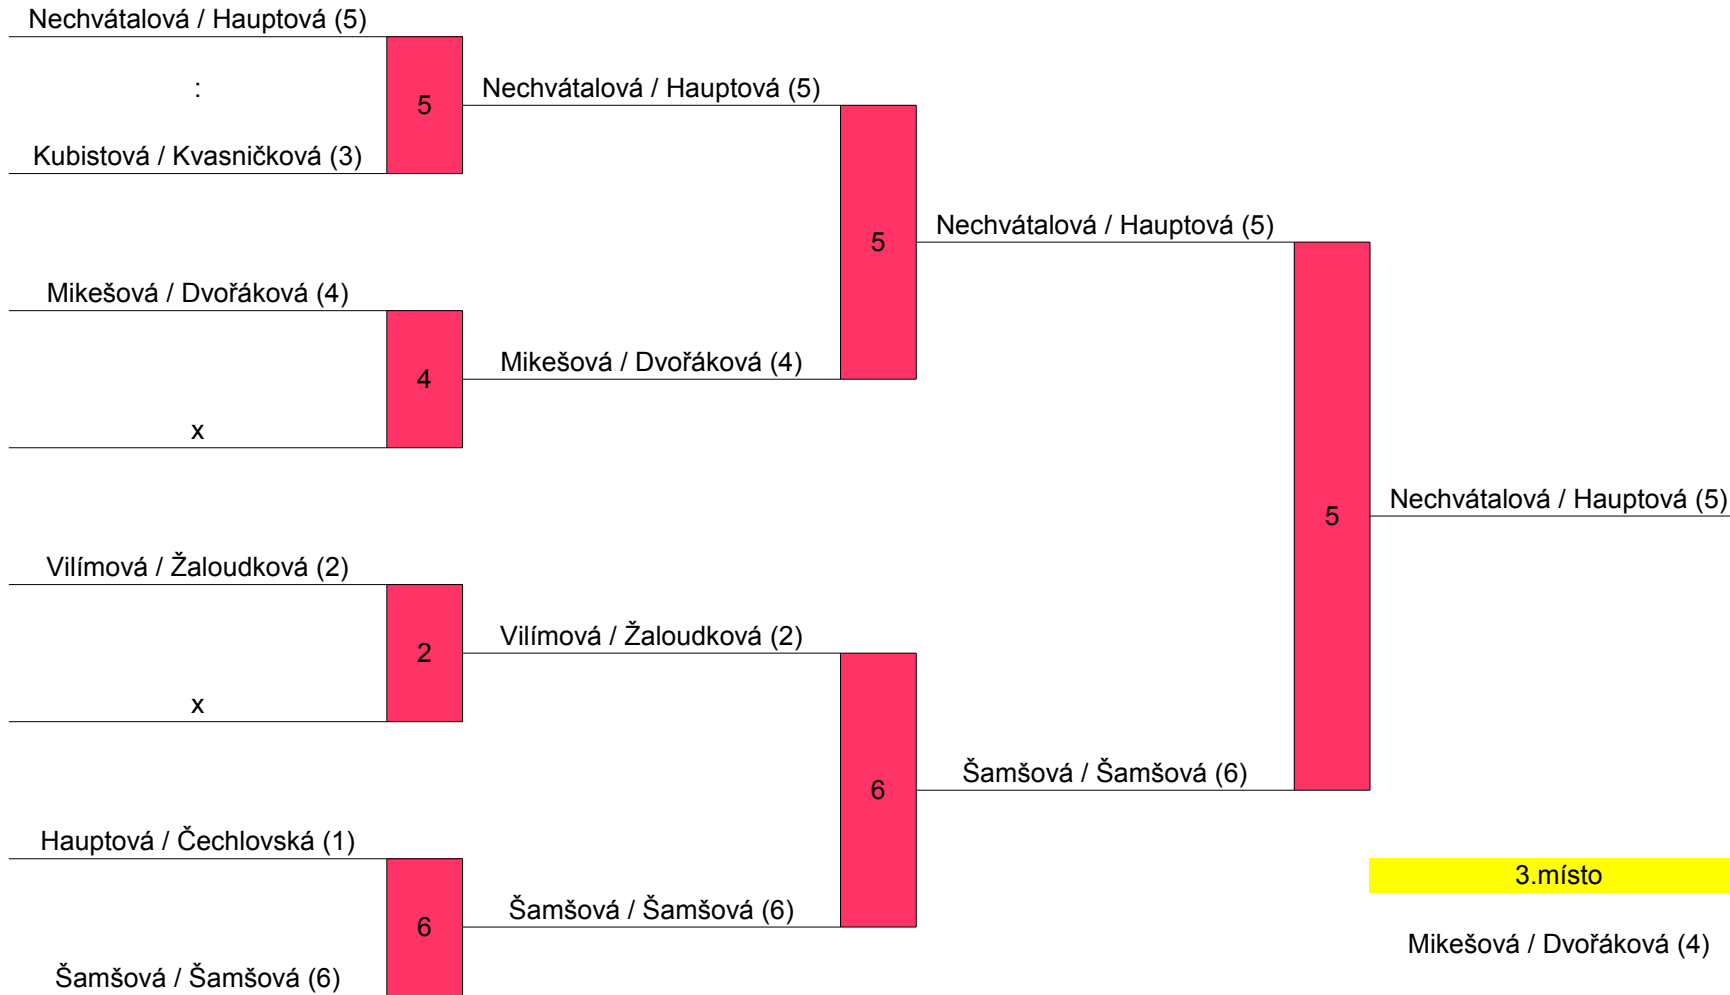 Nechvátalová / Hauptová (5)
:
5
Nechvátalová / Hauptová (5)
Kubistová / Kvasničková (3)
5
Nechvátalová / Hauptová (5)
Mikešová / Dvořáková (4)
4
Mikešová / Dvořáková (4)
x
5
Nechvátalová / Hauptová (5)
Vilímová / Žaloudková (2)
2
Vilímová / Žaloudková (2)
x
6
Šamšová / Šamšová (6)
Hauptová / Čechlovská (1)
6
Šamšová / Šamšová (6)
Šamšová / Šamšová (6)
3.místo
Mikešová / Dvořáková (4)